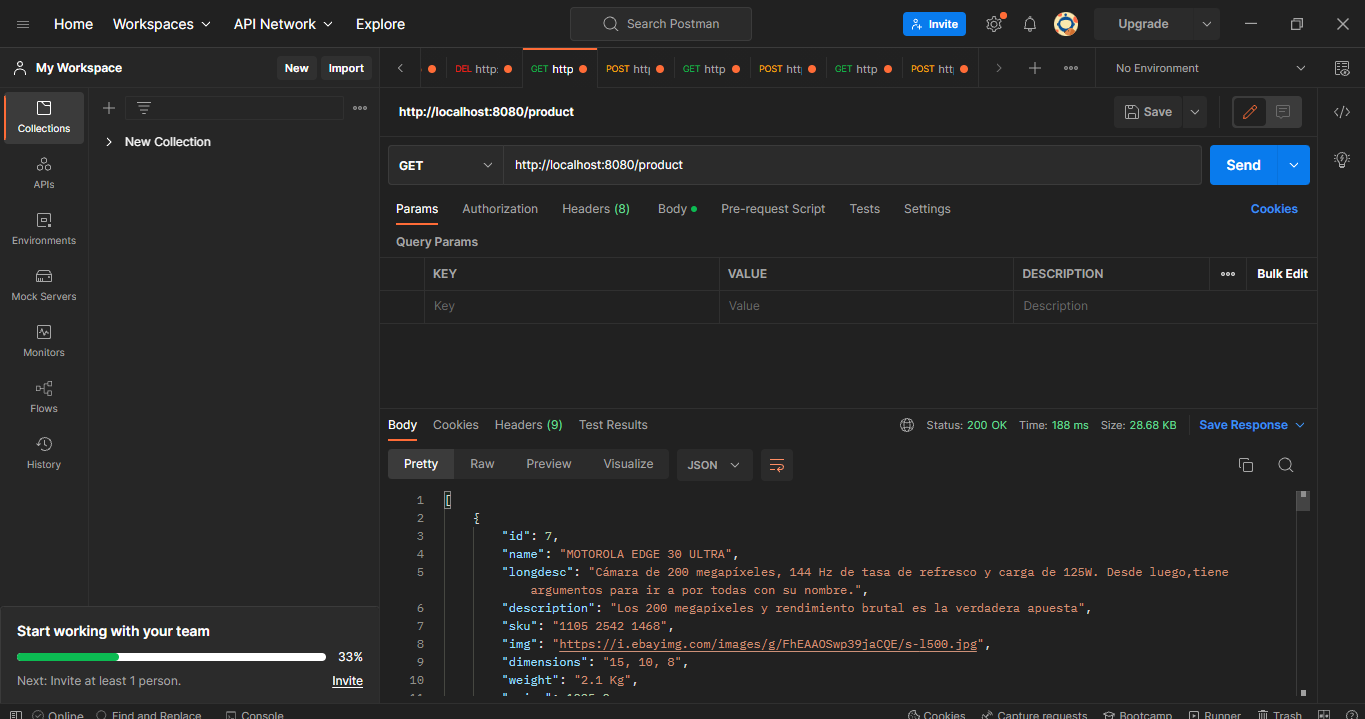 Home Workspaces API Network Explore Search Postman Invite Upgrade
My Workspace New Import
DEL http: GET http POST http GET http POST htt GET http POST htt No Environment
Collections
APIs
Environments
Mock Servers
Monitors
Flows
History
New Collection
http://localhost:8080/product Save
GET http://localhost:8080/product Send
Params Authorization Headers (8) Body Pre-request Script Tests Settings Cookies
Query Params
KEY VALUE DESCRIPTION Bulk Edit
Key Value Description
Body Cookies Headers (9) Test Results Status: 200 OK Time: 188 ms Size: 28.68 KB Save Response
Pretty Raw Preview Visualize JSON
1 [
2 {
3 "id": 7,
4 "name": "MOTOROLA EDGE 30 ULTRA",
5 "longdesc": "Cámara de 200 megapíxeles, 144 Hz de tasa de refresco y carga de 125W. Desde luego,tiene
argumentos para ir a por todas con su nombre.",
6 "description": "Los 200 megapíxeles y rendimiento brutal es la verdadera apuesta",
7 "sku": "1105 2542 1468",
8 "img": "https://i.ebayimg.com/images/g/FhEAAOSwp39jaCQE/s-l500.jpg",
9 "dimensions": "15, 10, 8",
10 "weight": "2.1 Kg",
Start working with your team
33%
Next: Invite at least 1 person. Invite
Online Find and Replace Console Cookies Capture requests Bootcamp Runner Trash